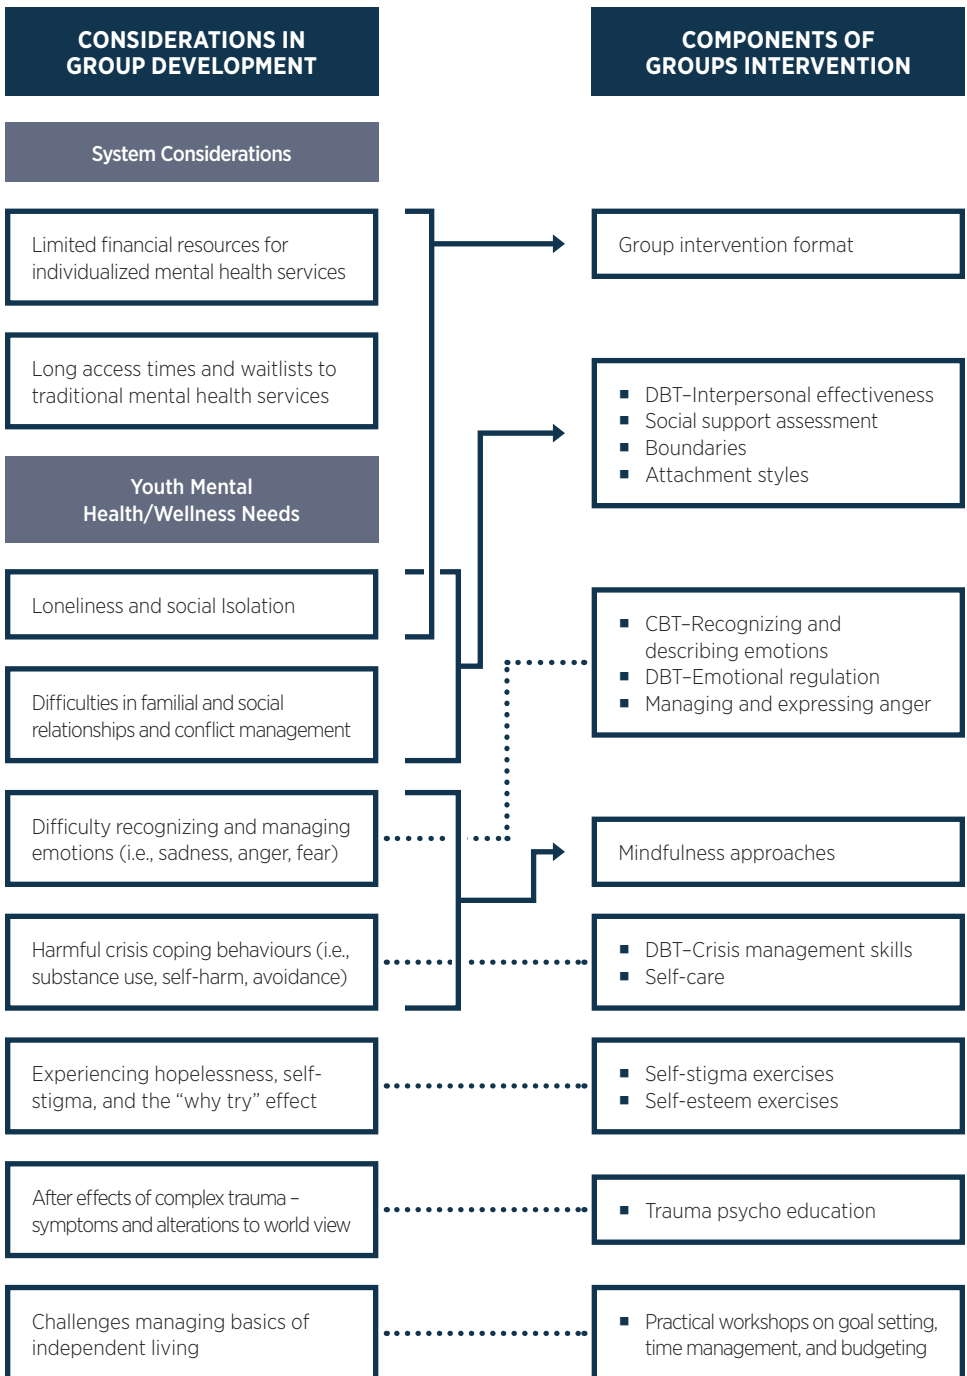 CONSIDERATIONS IN
GROUP DEVELOPMENT
COMPONENTS OF
GROUPS INTERVENTION
System Considerations
Limited financial resources for
individualized mental health services
Group intervention format
Long access times and waitlists to
traditional mental health services
▪ DBT–Interpersonal effectiveness
▪ Social support assessment
▪ Boundaries
▪ Attachment styles
Youth Mental
Health/Wellness Needs
Loneliness and social Isolation
▪ CBT–Recognizing and
describing emotions
▪ DBT–Emotional regulation
▪ Managing and expressing anger
Difficulties in familial and social
relationships and conflict management
Difficulty recognizing and managing
emotions (i.e., sadness, anger, fear)
Mindfulness approaches
Harmful crisis coping behaviours (i.e.,
substance use, self-harm, avoidance)
▪ DBT–Crisis management skills
▪ Self-care
Experiencing hopelessness, self-
stigma, and the “why try” effect
▪ Self-stigma exercises
▪ Self-esteem exercises
After effects of complex trauma –
symptoms and alterations to world view
▪ Trauma psycho education
Challenges managing basics of
independent living
▪ Practical workshops on goal setting,
time management, and budgeting